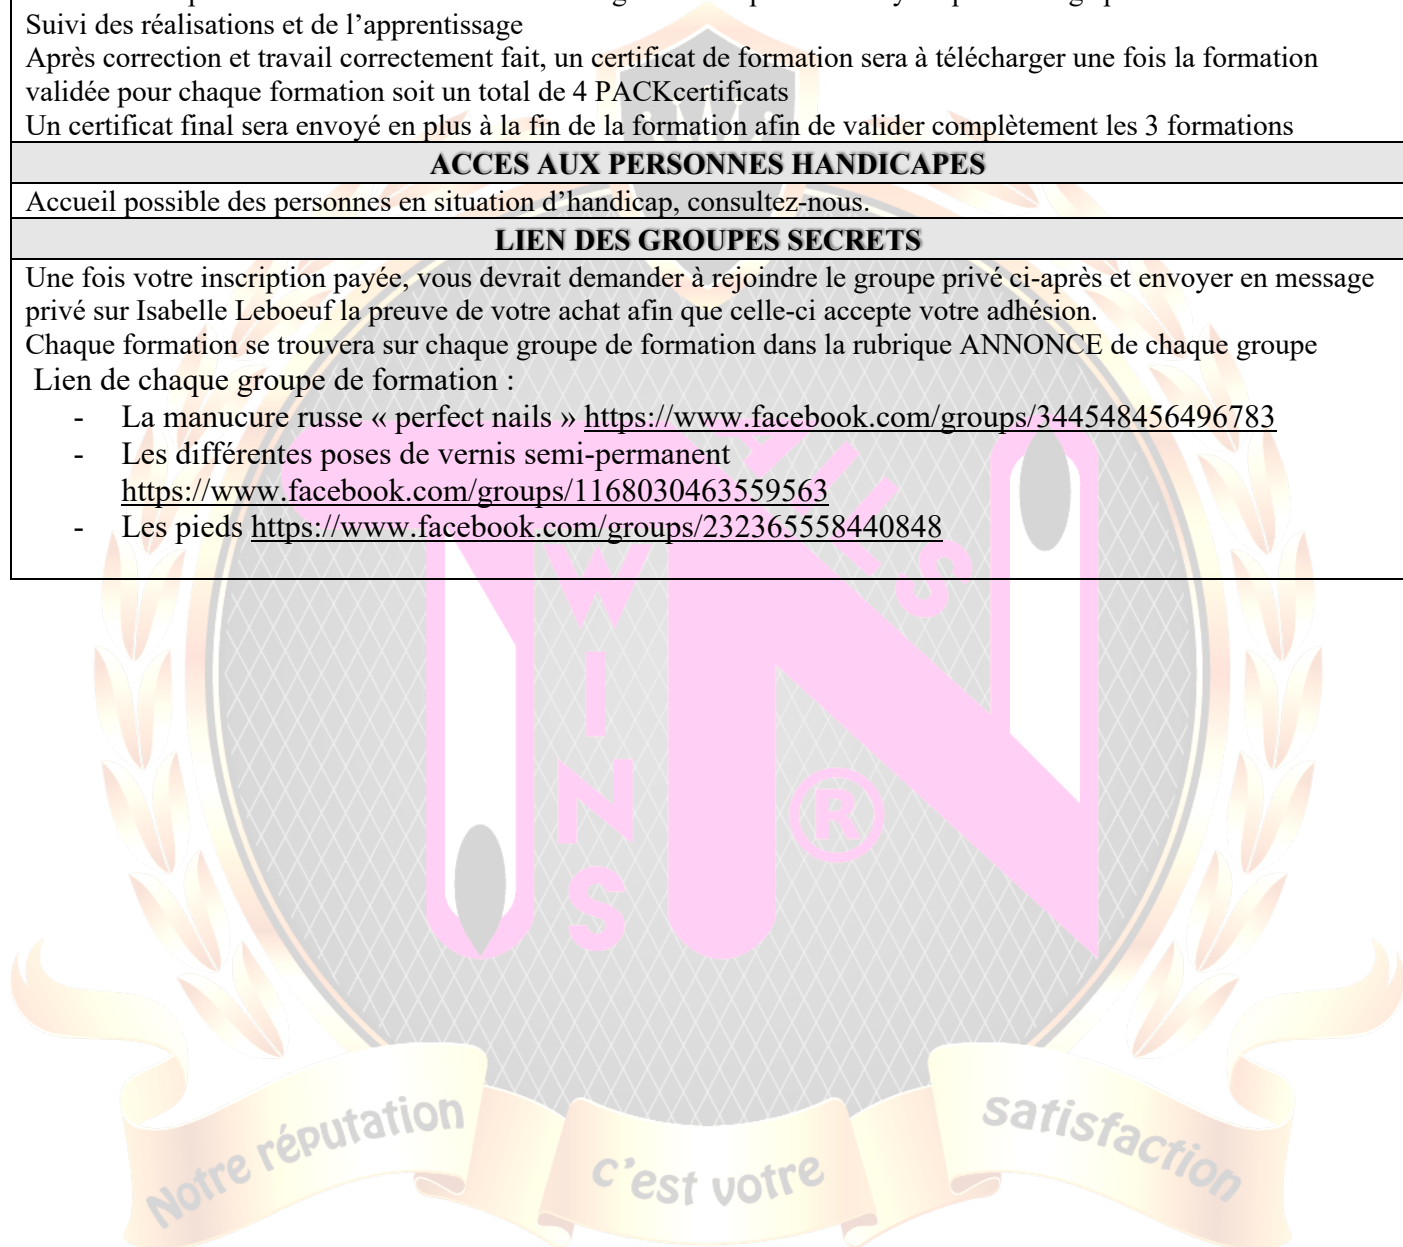 Suivi des réalisations et de l’apprentissage
Après correction et travail correctement fait, un certificat de formation sera à télécharger une fois la formation
validée pour chaque formation soit un total de 4 PACKcertificats
Un certificat final sera envoyé en plus à la fin de la formation afin de valider complètement les 3 formations
ACCES AUX PERSONNES HANDICAPES
Accueil possible des personnes en situation d’handicap, consultez-nous.
LIEN DES GROUPES SECRETS
Une fois votre inscription payée, vous devrait demander à rejoindre le groupe privé ci-après et envoyer en message
privé sur Isabelle Leboeuf la preuve de votre achat afin que celle-ci accepte votre adhésion.
Chaque formation se trouvera sur chaque groupe de formation dans la rubrique ANNONCE de chaque groupe
Lien de chaque groupe de formation :
- La manucure russe « perfect nails » https://www.facebook.com/groups/344548456496783
- Les différentes poses de vernis semi-permanent
https://www.facebook.com/groups/1168030463559563
- Les pieds https://www.facebook.com/groups/232365558440848
TWINS
NAILS
®
Notre réputation
c’est votre
satisfaction